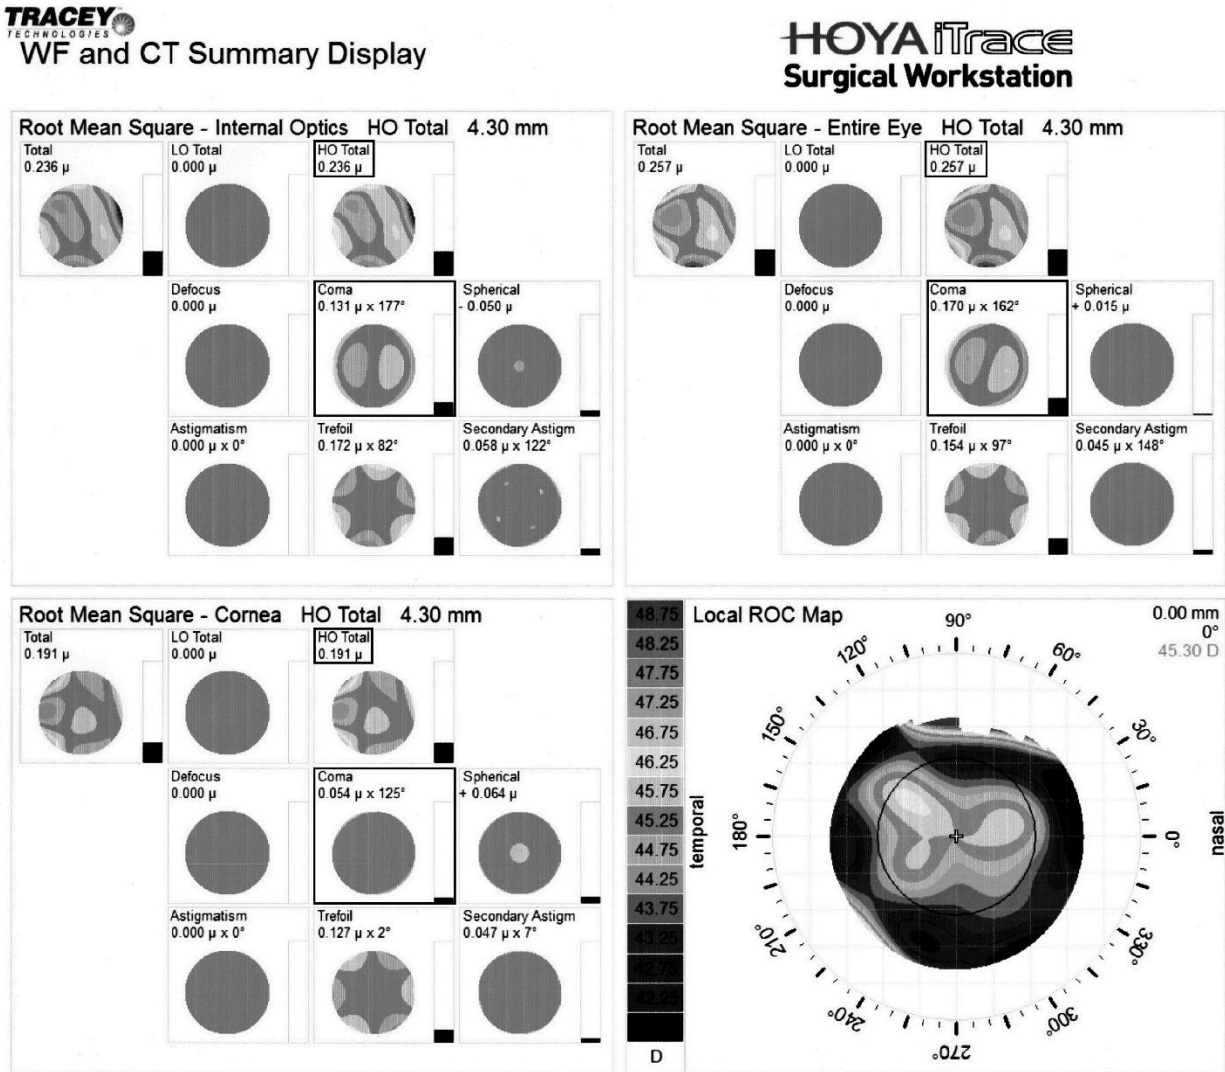 TRACEY
TECHNOLOGIES
WF and CT Summary Display
HOYA iTrace
Surgical Workstation
Root Mean Square - Internal Optics HO Total 4.30 mm
Total
0.236 µ
LO Total
0.000 µ
HO Total
0.236 µ
Defocus
0.000 µ
Coma
0.131 µ x 177°
Spherical
- 0.050 µ
Astigmatism
0.000 µ x 0°
Trefoil
0.172 µ x 82°
Secondary Astigm
0.058 µ x 122°
Root Mean Square - Entire Eye HO Total 4.30 mm
Total
0.257 µ
LO Total
0.000 µ
HO Total
0.257 µ
Defocus
0.000 µ
Coma
0.170 µ x 162°
Spherical
+ 0.015 µ
Astigmatism
0.000 µ x 0°
Trefoil
0.154 µ x 97°
Secondary Astigm
0.045 µ x 148°
Root Mean Square - Cornea HO Total 4.30 mm
Total
0.191 µ
LO Total
0.000 µ
HO Total
0.191 µ
Defocus
0.000 µ
Coma
0.054 µ x 125°
Spherical
+ 0.064 µ
Astigmatism
0.000 µ x 0°
Trefoil
0.127 µ x 2°
Secondary Astigm
0.047 µ x 7°
48.75
48.25
47.75
47.25
46.75
46.25
45.75
45.25
44.75
44.25
43.75
43.25
42.75
42.25
D
Local ROC Map
0.00 mm
0°
45.30 D
90°
120°
60°
150°
30°
temporal
180°
0°
nasal
210°
330°
240°
300°
270°